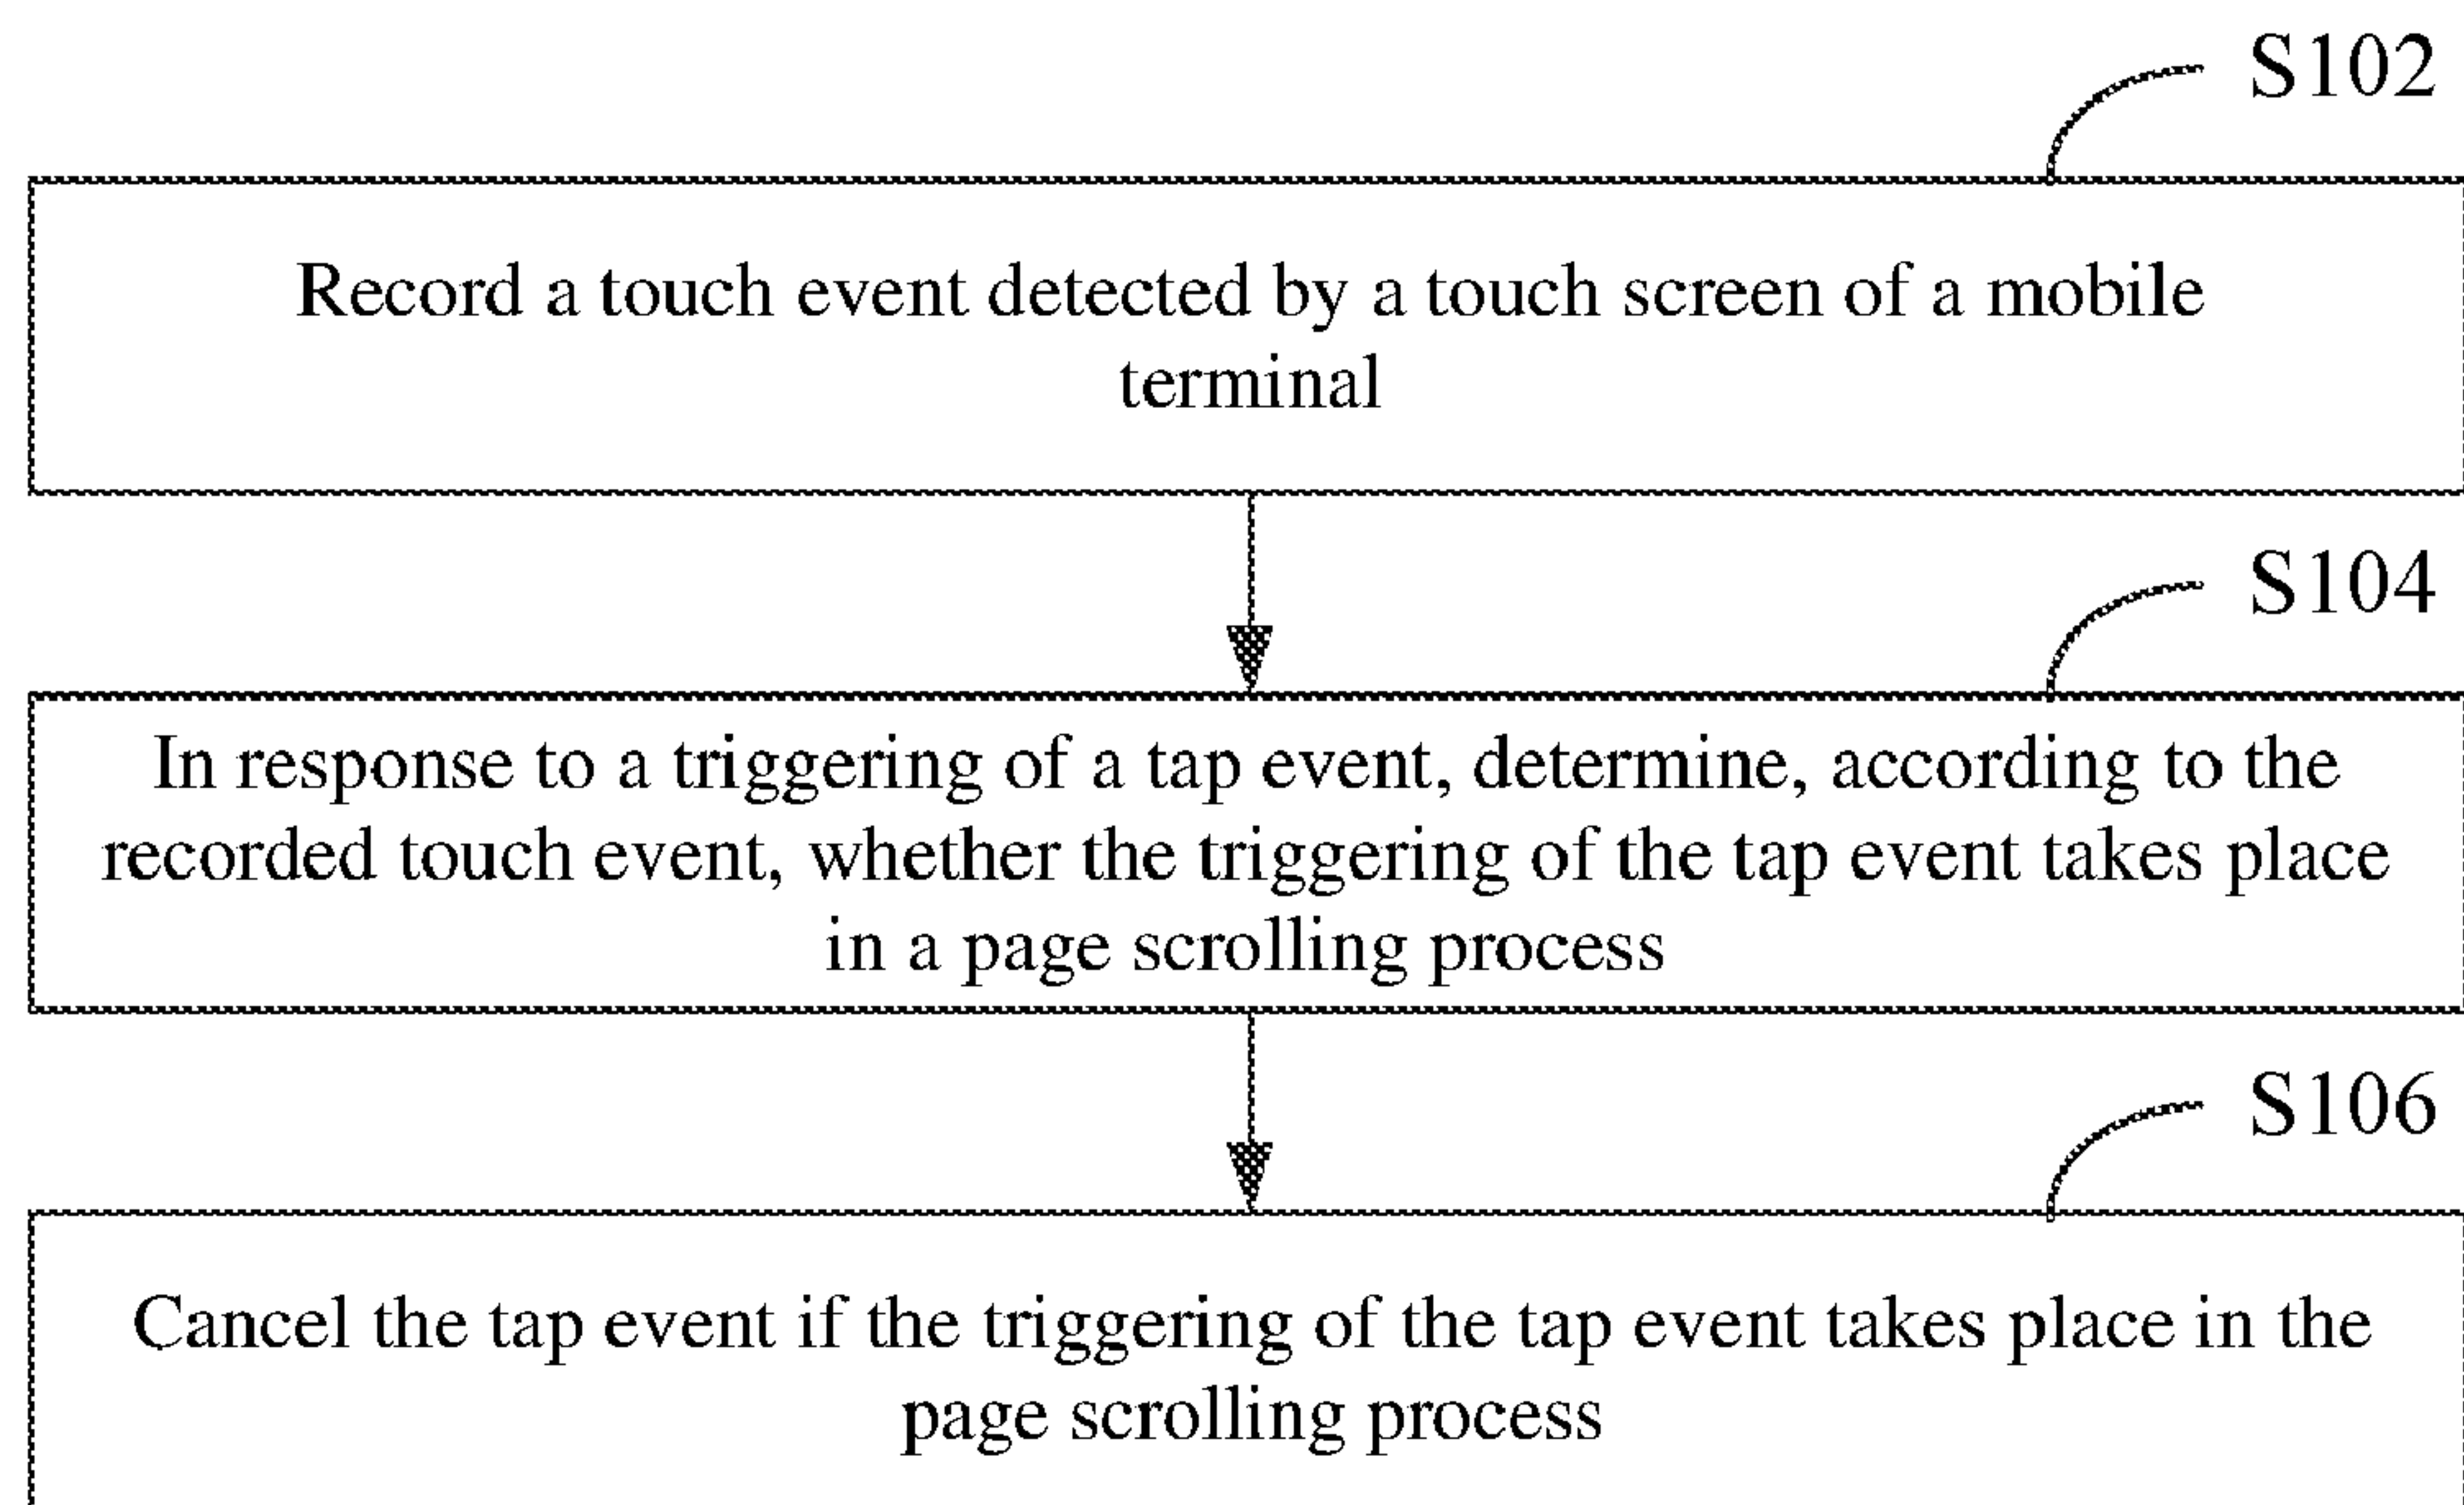 S102
Record a touch event detected by a touch screen of a mobile
terminal
S104
In response to a triggering of a tap event, determine, according to the
recorded touch event, whether the triggering of the tap event takes place
in a page scrolling process
S106
Cancel the tap event if the triggering of the tap event takes place in the
page scrolling process